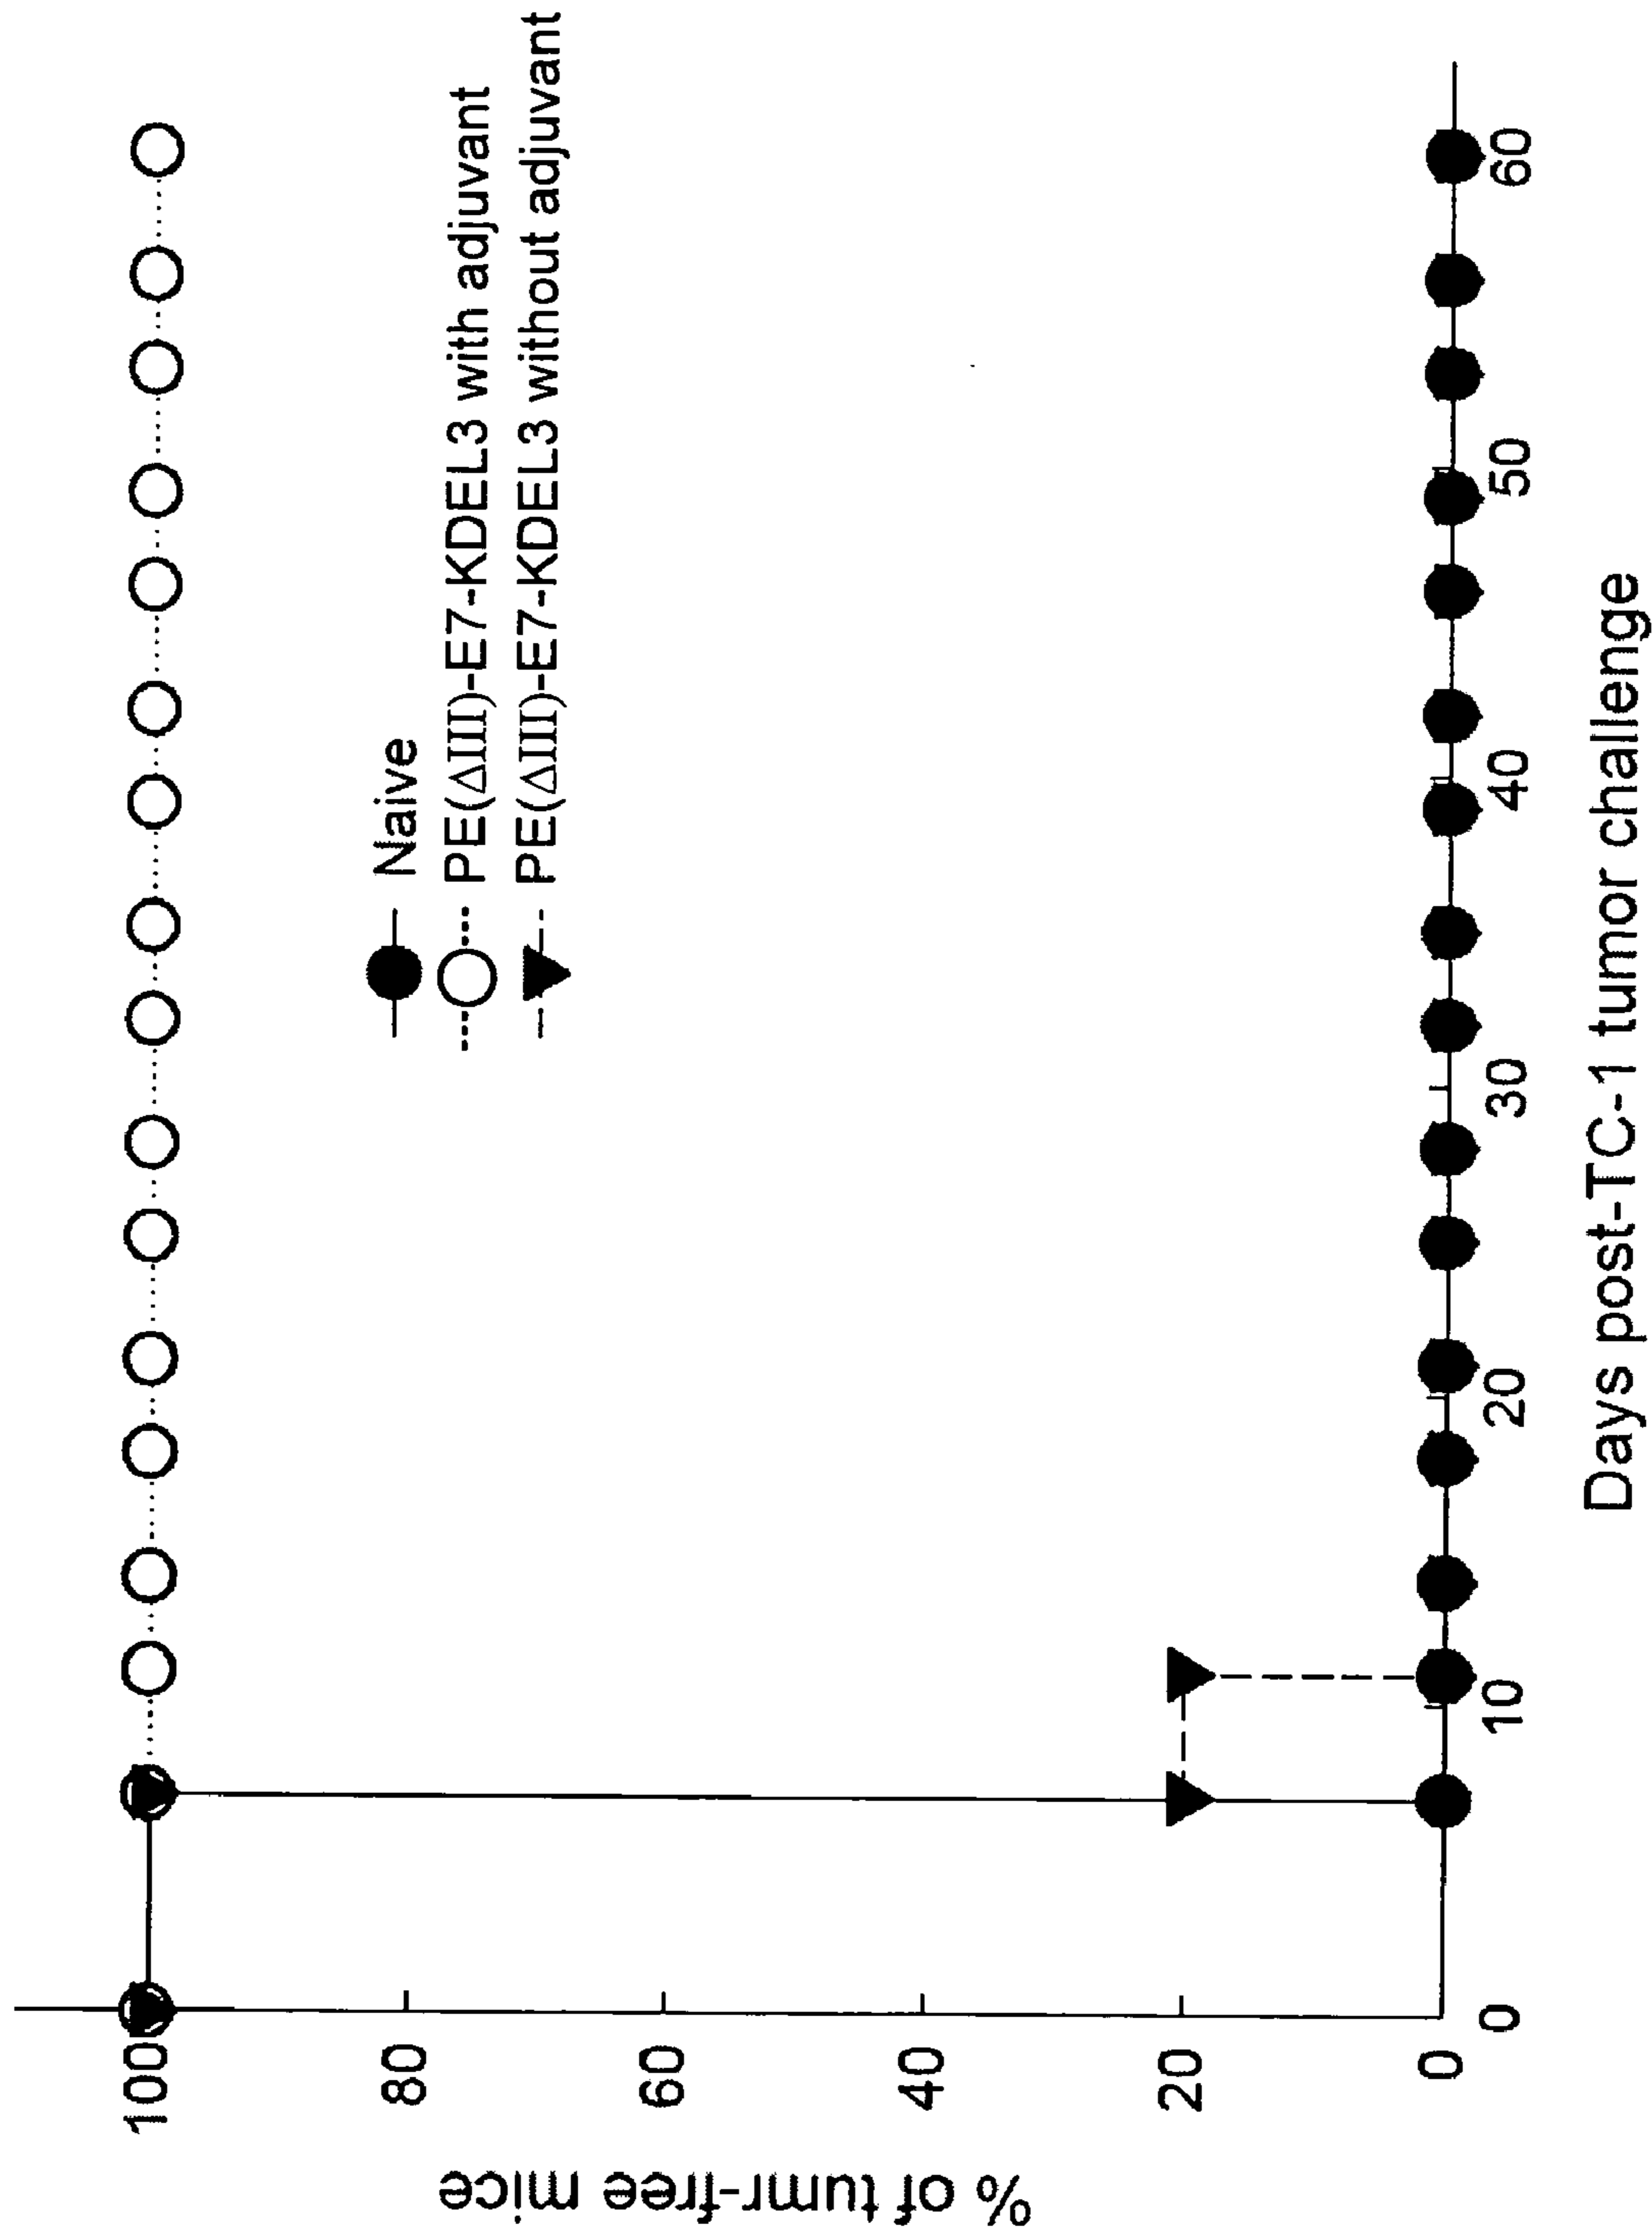 % of tumr-free mice
100
80
60
40
20
0
Naive
PE(ΔIII)-E7-KDEL3 with adjuvant
PE(ΔIII)-E7-KDEL3 without adjuvant
0
10
20
30
40
50
60
Days post-TC-1 tumor challenge